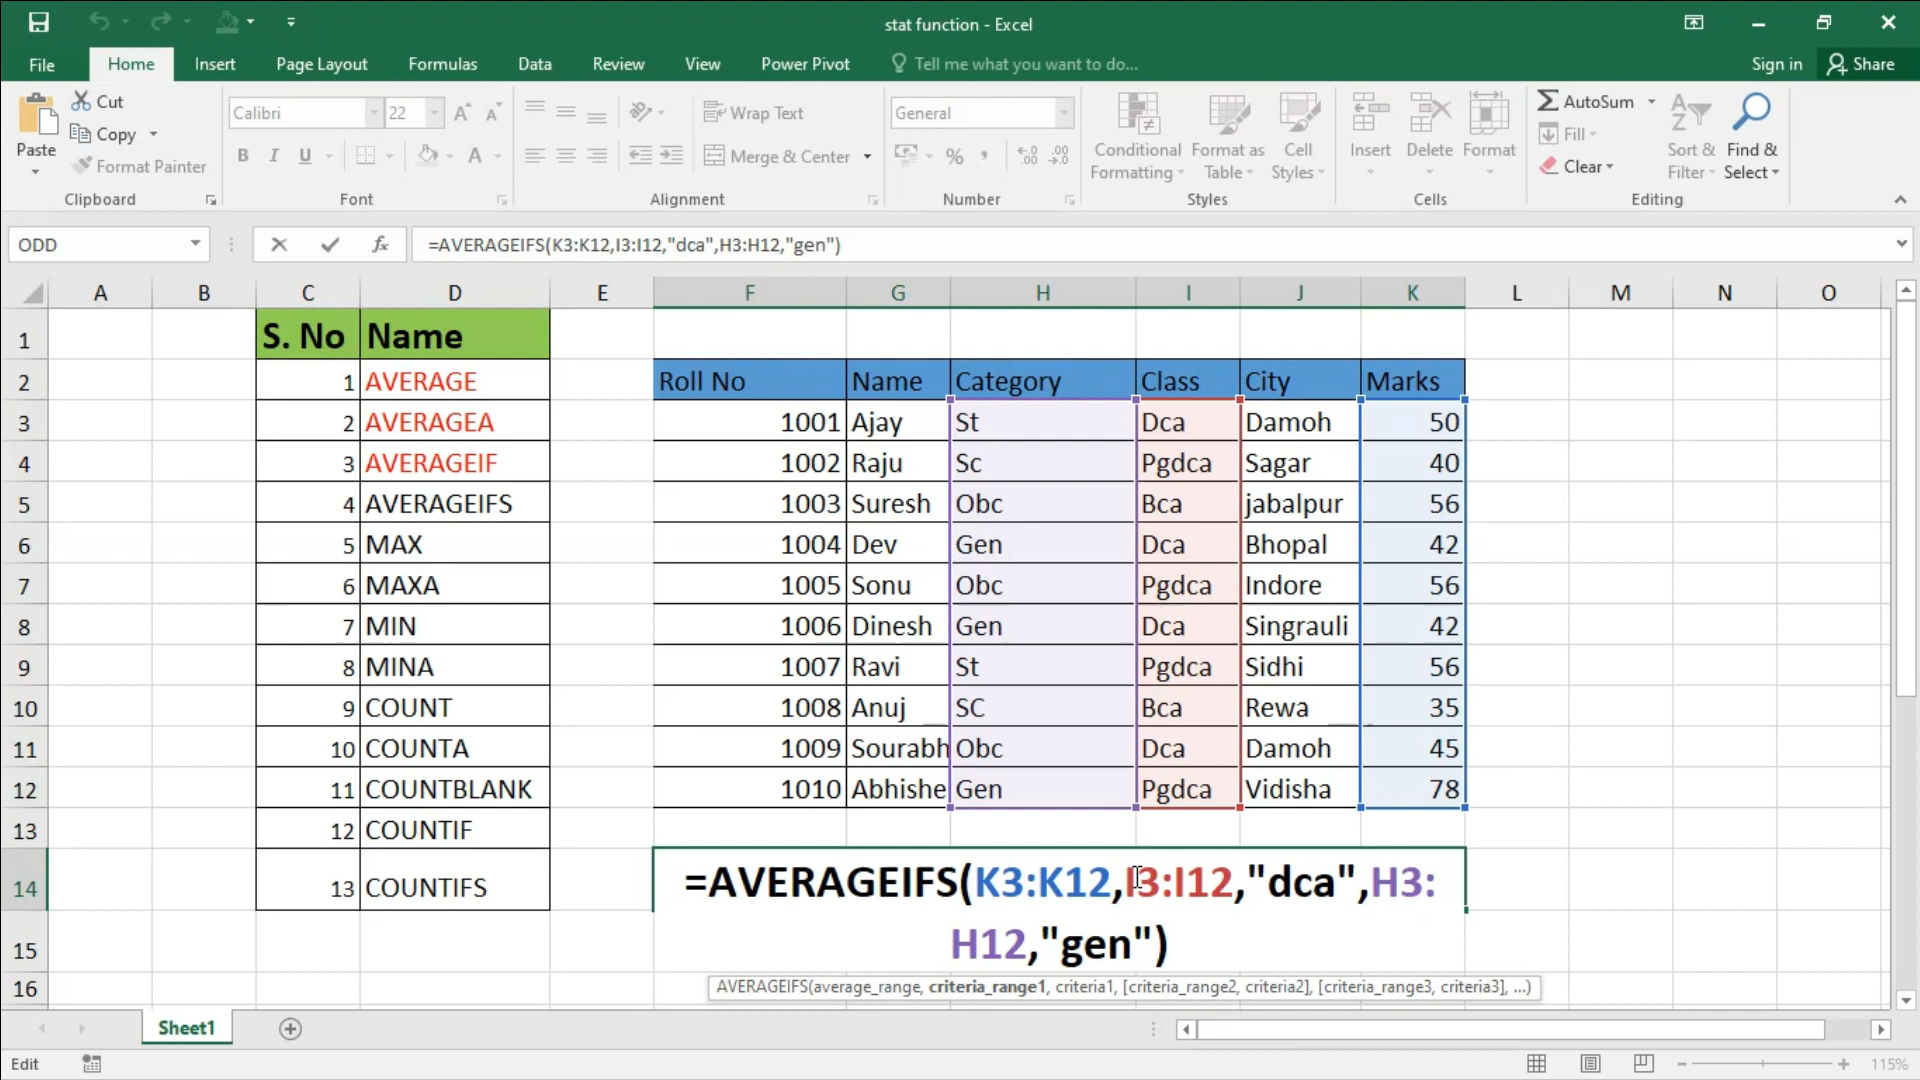 stat function - Excel
File Home Insert Page Layout Formulas Data Review View Power Pivot Tell me what you want to do... Sign in Share
Paste Cut Copy Format Painter Clipboard
Calibri 22 B I U A Font
Wrap Text Merge & Center Alignment
General % Number
Conditional Formatting Format as Table Cell Styles Styles
Insert Delete Format Cells
AutoSum Fill Clear Sort & Filter Find & Select Editing
ODD fx =AVERAGEIFS(K3:K12,I3:I12,"dca",H3:H12,"gen")
A B C D E F G H I J K L M N O
1 S. No Name
2 1 AVERAGE Roll No Name Category Class City Marks
3 2 AVERAGEA 1001 Ajay St Dca Damoh 50
4 3 AVERAGEIF 1002 Raju Sc Pgdca Sagar 40
5 4 AVERAGEIFS 1003 Suresh Obc Bca jabalpur 56
6 5 MAX 1004 Dev Gen Dca Bhopal 42
7 6 MAXA 1005 Sonu Obc Pgdca Indore 56
8 7 MIN 1006 Dinesh Gen Dca Singrauli 42
9 8 MINA 1007 Ravi St Pgdca Sidhi 56
10 9 COUNT 1008 Anuj SC Bca Rewa 35
11 10 COUNTA 1009 Sourabh Obc Dca Damoh 45
12 11 COUNTBLANK 1010 Abhishe Gen Pgdca Vidisha 78
13 12 COUNTIF
14 13 COUNTIFS =AVERAGEIFS(K3:K12,I3:I12,"dca",H3:
15 H12,"gen")
16 AVERAGEIFS(average_range, criteria_range1, criteria1, [criteria_range2, criteria2], [criteria_range3, criteria3], ...)
Sheet1
Edit 115%